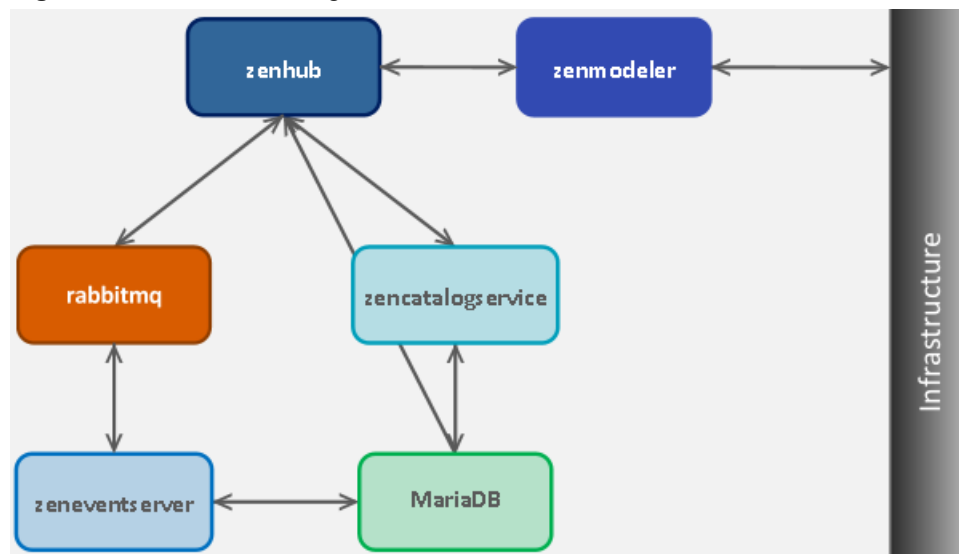 zenhub
zenmodeler
rabbitmq
zencatalogservice
Infrastructure
zeneventserver
MariaDB